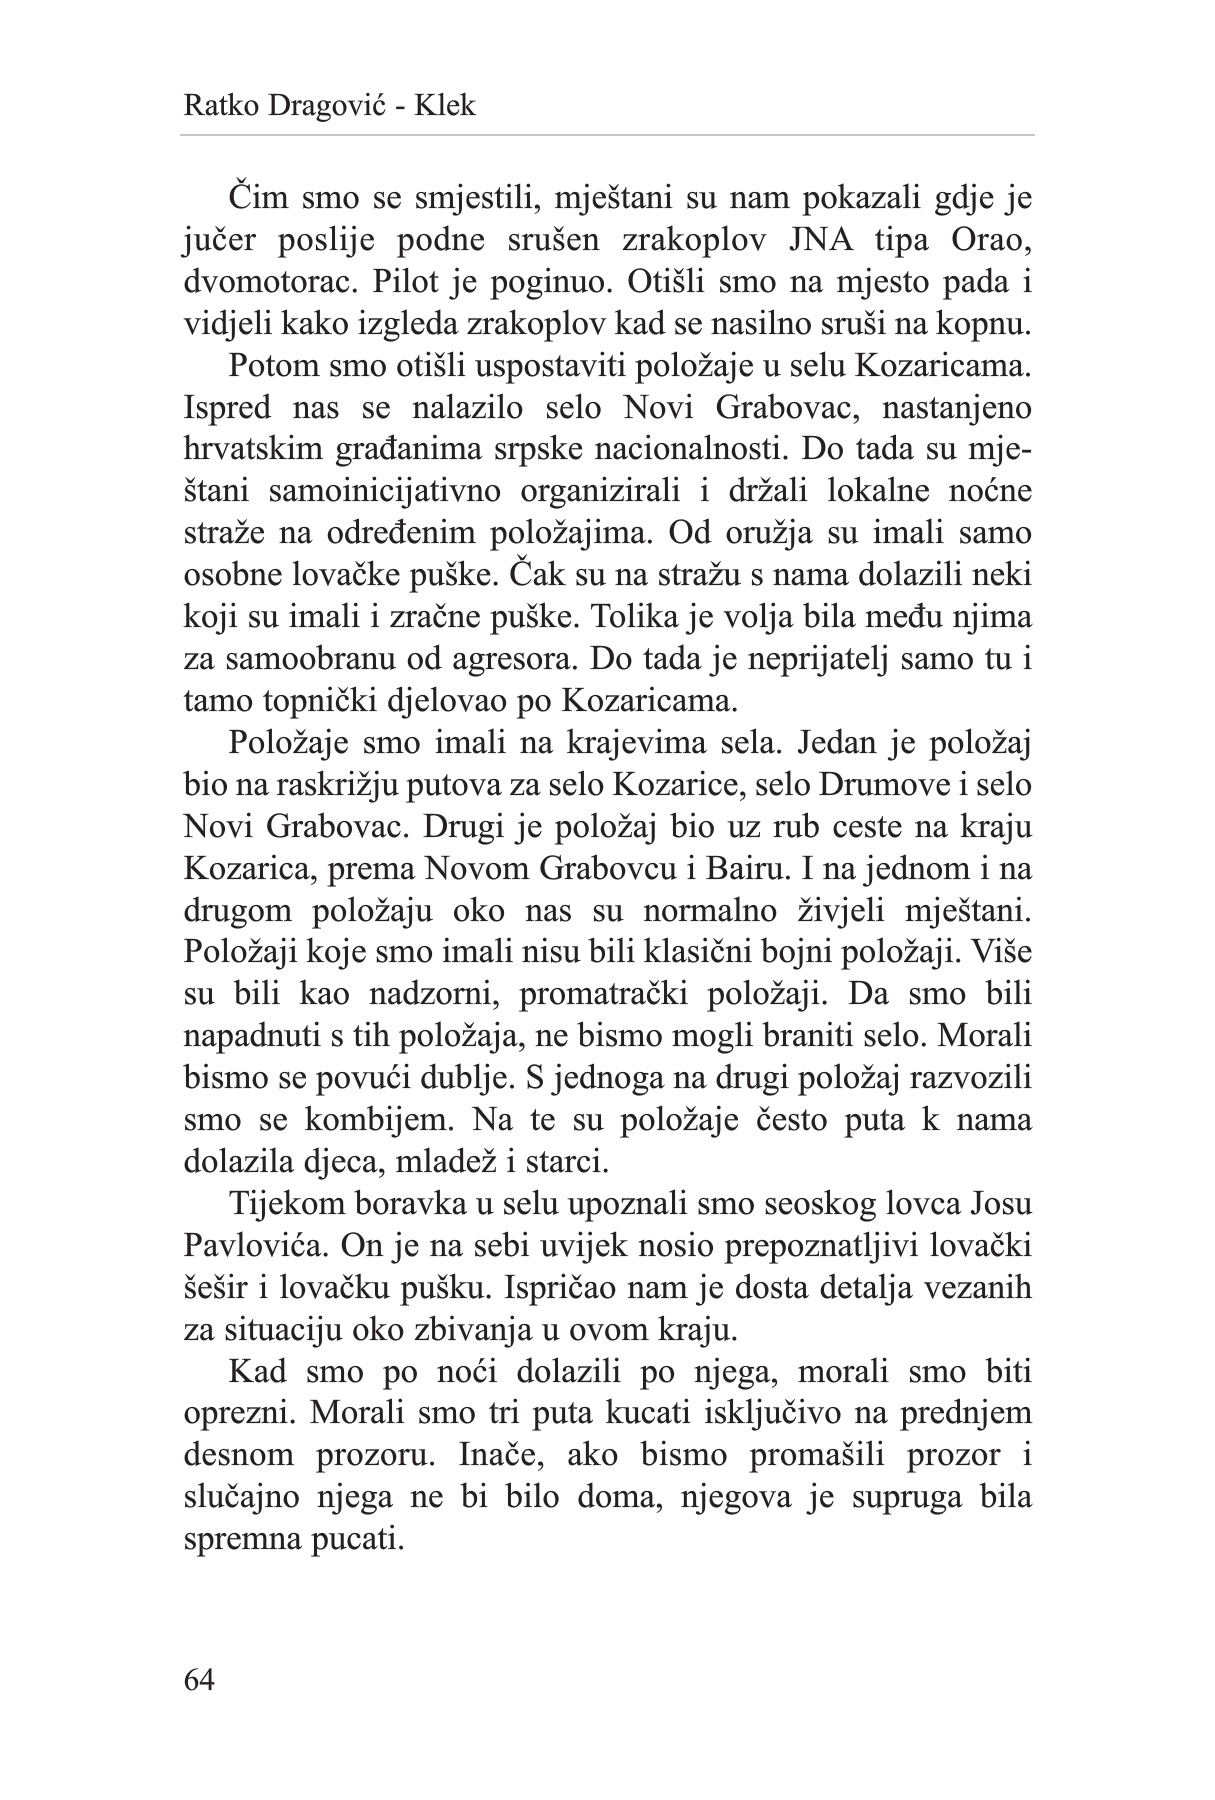 Ratko Dragović - Klek
Čim smo se smjestili, mještani su nam pokazali gdje je
jučer poslije podne srušen zrakoplov JNA tipa Orao,
dvomotorac. Pilot je poginuo. Otišli smo na mjesto pada i
vidjeli kako izgleda zrakoplov kad se nasilno sruši na kopnu.
Potom smo otišli uspostaviti položaje u selu Kozaricama.
Ispred nas se nalazilo selo Novi Grabovac, nastanjeno
hrvatskim građanima srpske nacionalnosti. Do tada su mje-
štani samoinicijativno organizirali i držali lokalne noćne
straže na određenim položajima. Od oružja su imali samo
osobne lovačke puške. Čak su na stražu s nama dolazili neki
koji su imali i zračne puške. Tolika je volja bila među njima
za samoobranu od agresora. Do tada je neprijatelj samo tu i
tamo topnički djelovao po Kozaricama.
Položaje smo imali na krajevima sela. Jedan je položaj
bio na raskrižju putova za selo Kozarice, selo Drumove i selo
Novi Grabovac. Drugi je položaj bio uz rub ceste na kraju
Kozarica, prema Novom Grabovcu i Bairu. I na jednom i na
drugom položaju oko nas su normalno živjeli mještani.
Položaji koje smo imali nisu bili klasični bojni položaji. Više
su bili kao nadzorni, promatrački položaji. Da smo bili
napadnuti s tih položaja, ne bismo mogli braniti selo. Morali
bismo se povući dublje. S jednoga na drugi položaj razvozili
smo se kombijem. Na te su položaje često puta k nama
dolazila djeca, mladež i starci.
Tijekom boravka u selu upoznali smo seoskog lovca Josu
Pavlovića. On je na sebi uvijek nosio prepoznatljivi lovački
šešir i lovačku pušku. Ispričao nam je dosta detalja vezanih
za situaciju oko zbivanja u ovom kraju.
Kad smo po noći dolazili po njega, morali smo biti
oprezni. Morali smo tri puta kucati isključivo na prednjem
desnom prozoru. Inače, ako bismo promašili prozor i
slučajno njega ne bi bilo doma, njegova je supruga bila
spremna pucati.
64